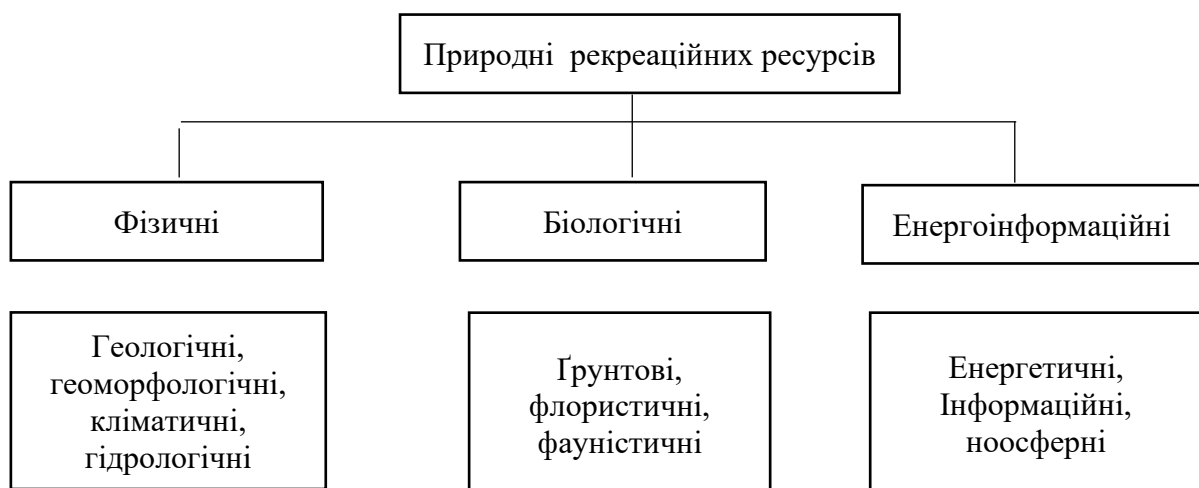 Природні рекреаційних ресурсів
Фізичні
Біологічні
Енергоінформаційні
Геологічні,
геоморфологічні,
кліматичні,
гідрологічні
Ґрунтові,
флористичні,
фауністичні
Енергетичні,
Інформаційні,
ноосферні